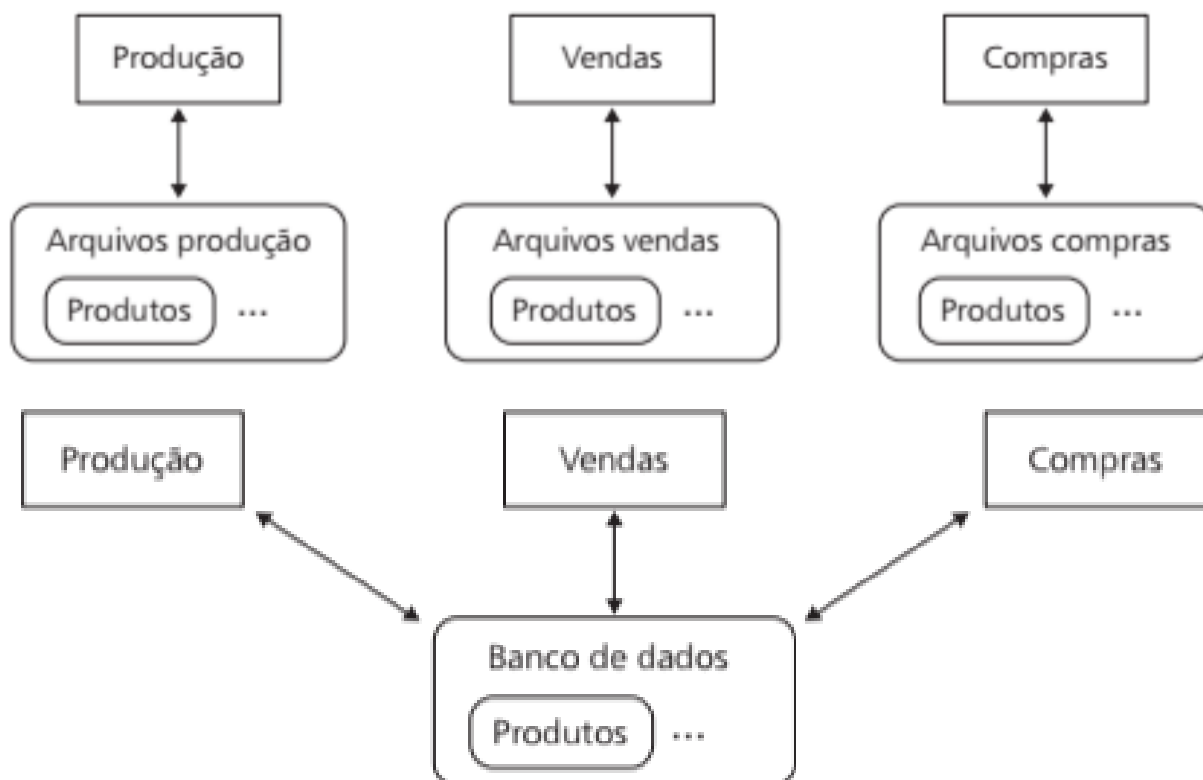 Produção
Vendas
Compras
Arquivos produção
Arquivos vendas
Arquivos compras
Produtos ...
Produtos ...
Produtos ...
Produção
Vendas
Compras
Banco de dados
Produtos ...